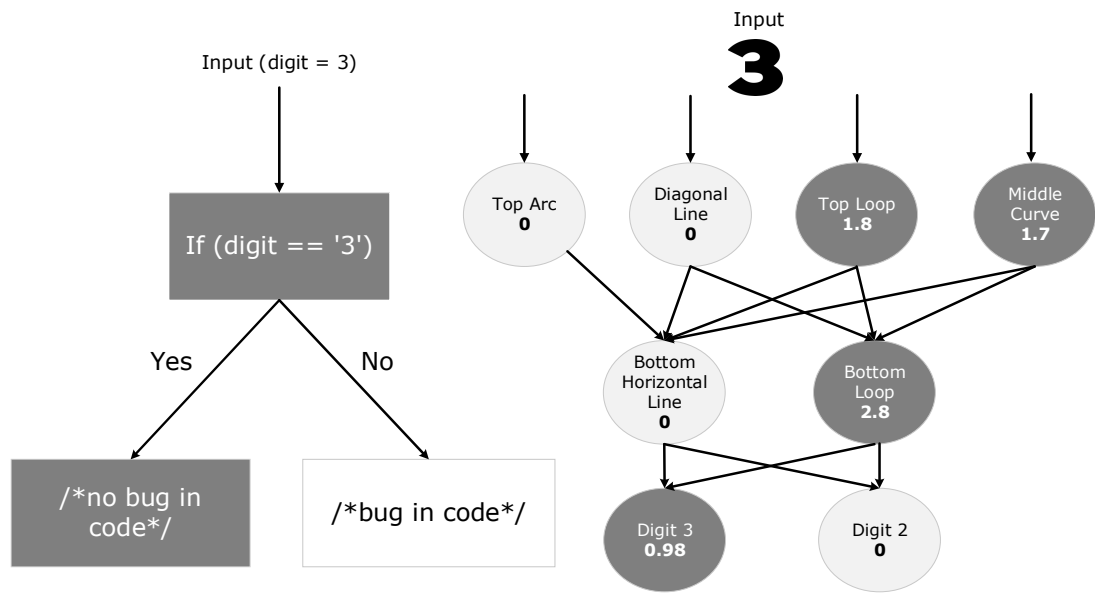 Input (digit = 3)
If (digit == '3')
Yes
No
/*no bug in
code*/
/*bug in code*/
Input
3
Top Arc
0
Diagonal
Line
0
Top Loop
1.8
Middle
Curve
1.7
Bottom
Horizontal
Line
0
Bottom
Loop
2.8
Digit 3
0.98
Digit 2
0